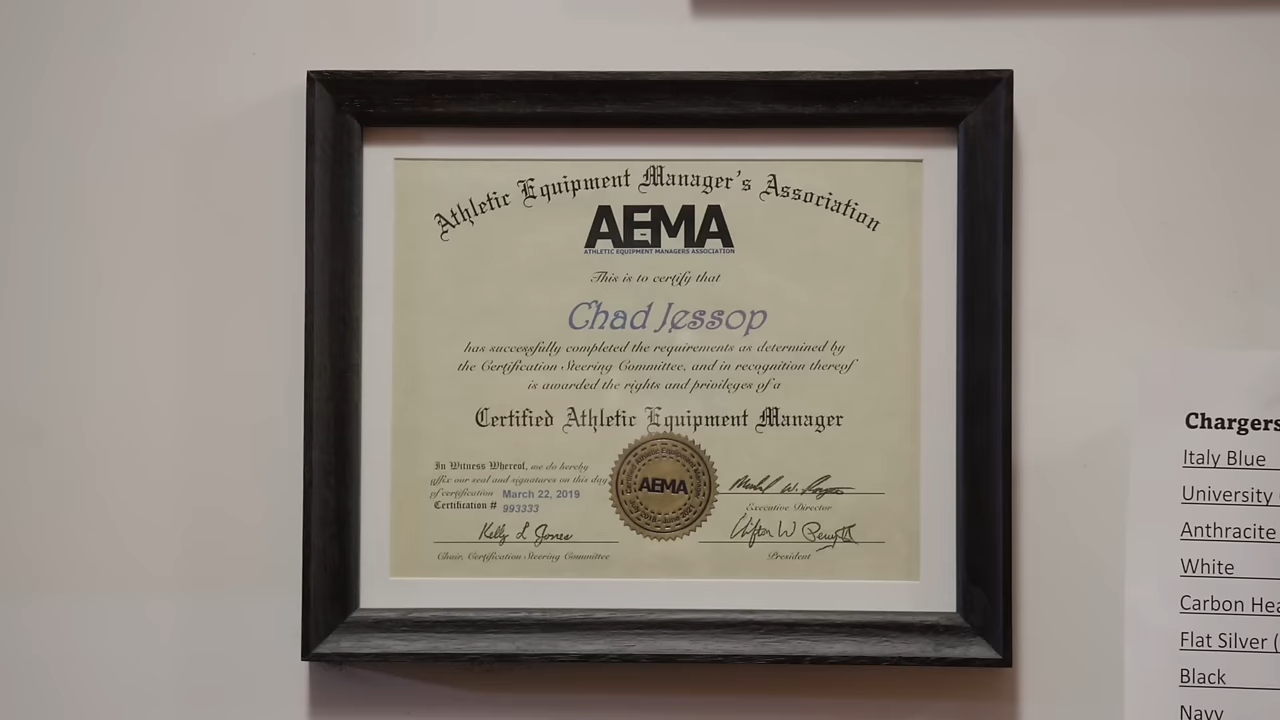 Athletic Equipment Manager's Association
AEMA
ATHLETIC EQUIPMENT MANAGERS ASSOCIATION
This is to certify that
Chad Jessop
has successfully completed the requirements as determined by
the Certification Steering Committee, and in recognition thereof
is awarded the rights and privileges of a
Certified Athletic Equipment Manager
In Witness Whereof, we do hereby
affix our seal and signatures on this day
of certification March 22, 2019
Certification # 993333
Kelly L Jones
Chair, Certification Steering Committee
AEMA
Executive Director
President
Chargers
Italy Blue
University
Anthracite
White
Carbon Hea
Flat Silver (
Black
Navy